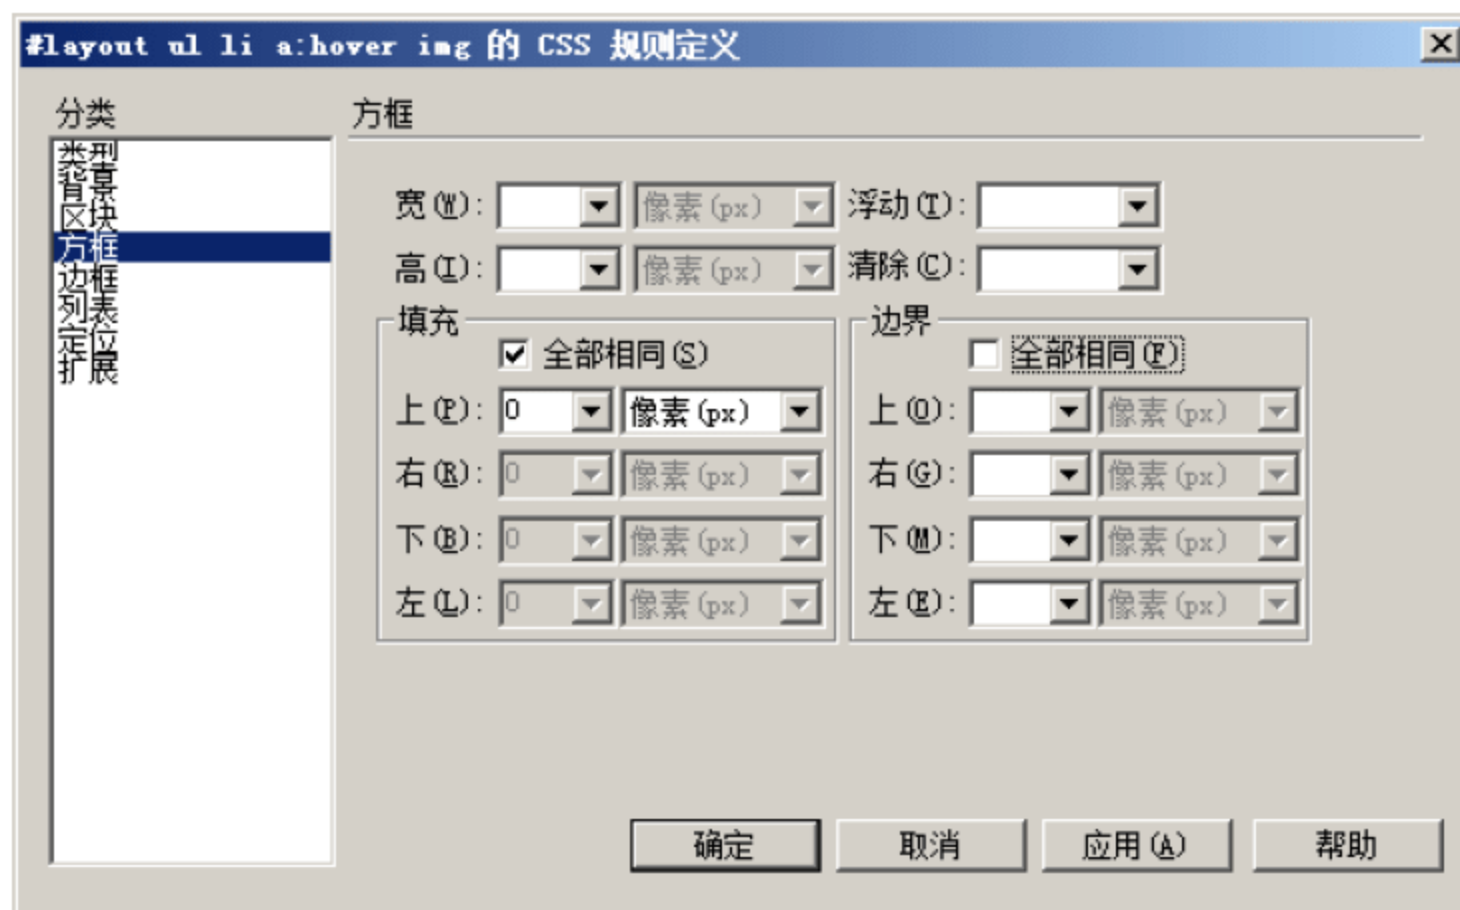 #layout ul li a:hover img 的 CSS 规则定义
分类
类型
背景
区块
方框
边框
列表
定位
扩展
方框
宽(W): 像素(px) 浮动(T):
高(I): 像素(px) 清除(C):
填充
全部相同(S)
上(P): 0 像素(px)
右(R): 0 像素(px)
下(B): 0 像素(px)
左(L): 0 像素(px)
边界
全部相同(F)
上(O): 像素(px)
右(G): 像素(px)
下(M): 像素(px)
左(E): 像素(px)
确定 取消 应用(A) 帮助